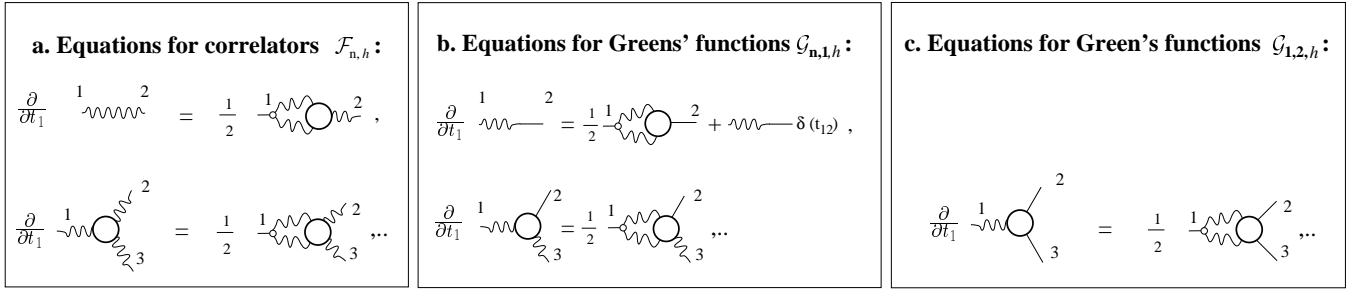 a. Equations for correlators ℱₙ,ₕ :
∂/∂t₁ 1 2 = 1/2 1 2 ,
∂/∂t₁ 1 2 3 = 1/2 1 2 3 ,..
b. Equations for Greens' functions 𝒢ₙ,₁,ₕ :
∂/∂t₁ 1 2 = 1/2 1 2 + δ (t₁₂) ,
∂/∂t₁ 1 2 3 = 1/2 1 2 3 ,..
c. Equations for Green's functions 𝒢₁,₂,ₕ :
∂/∂t₁ 1 2 3 = 1/2 1 2 3 ,..